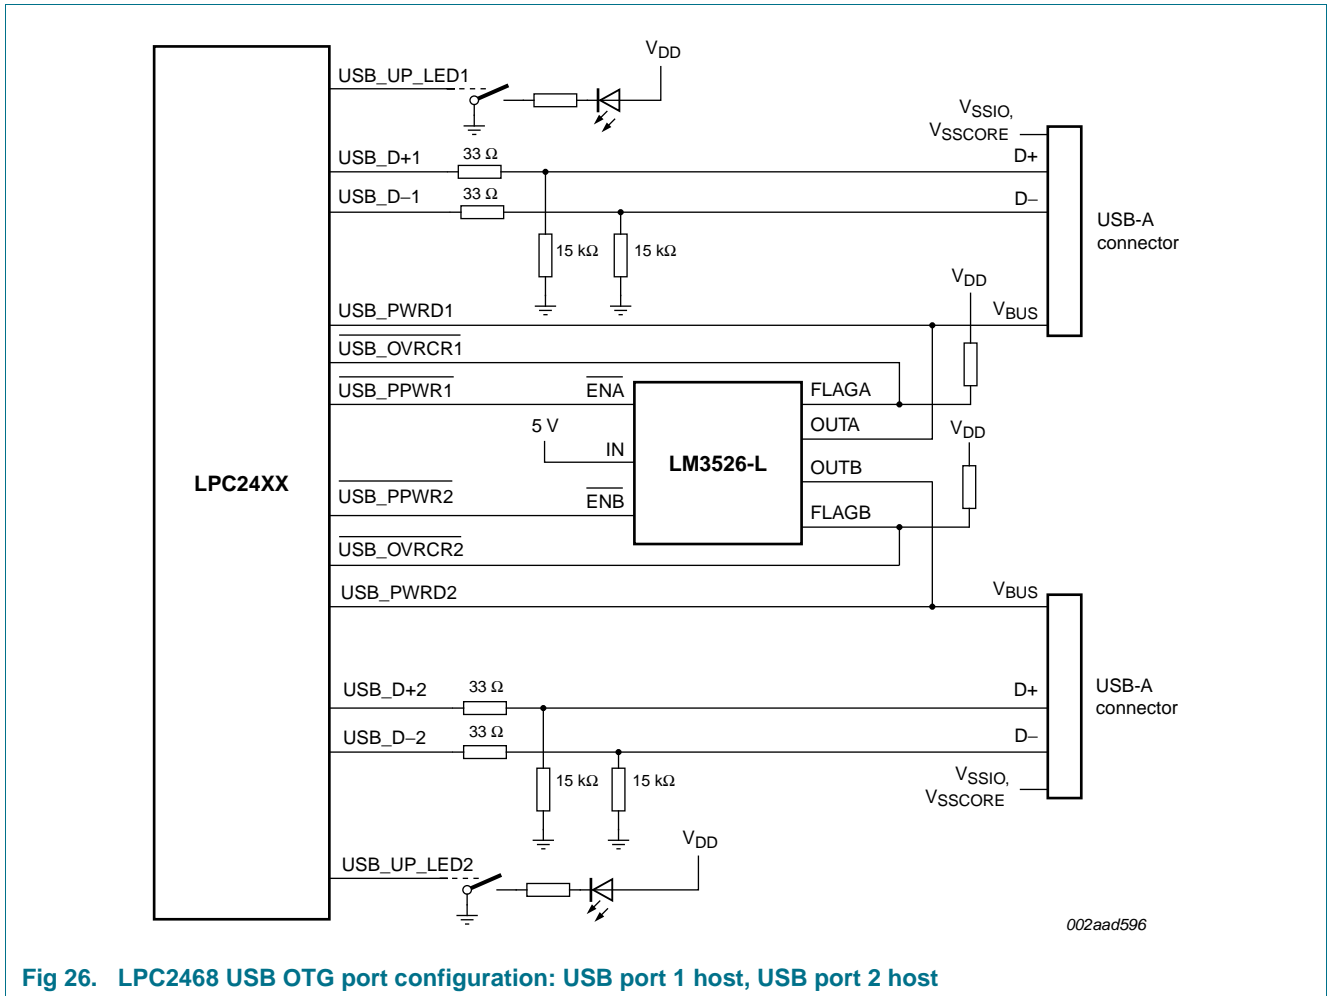 USB_UP_LED1
VDD
VSSIO,
VSSCORE
USB_D+1
33 Ω
D+
USB_D−1
33 Ω
D−
USB-A
connector
15 kΩ
15 kΩ
VDD
USB_PWRD1
VBUS
USB_OVRCR1
USB_PPWR1
ENA
FLAGA
5 V
OUTA
VDD
IN
LM3526-L
LPC24XX
OUTB
USB_PPWR2
ENB
FLAGB
USB_OVRCR2
USB_PWRD2
VBUS
USB_D+2
33 Ω
D+
USB-A
connector
USB_D−2
33 Ω
D−
15 kΩ
15 kΩ
VSSIO,
VSSCORE
VDD
USB_UP_LED2
002aad596
Fig 26. LPC2468 USB OTG port configuration: USB port 1 host, USB port 2 host